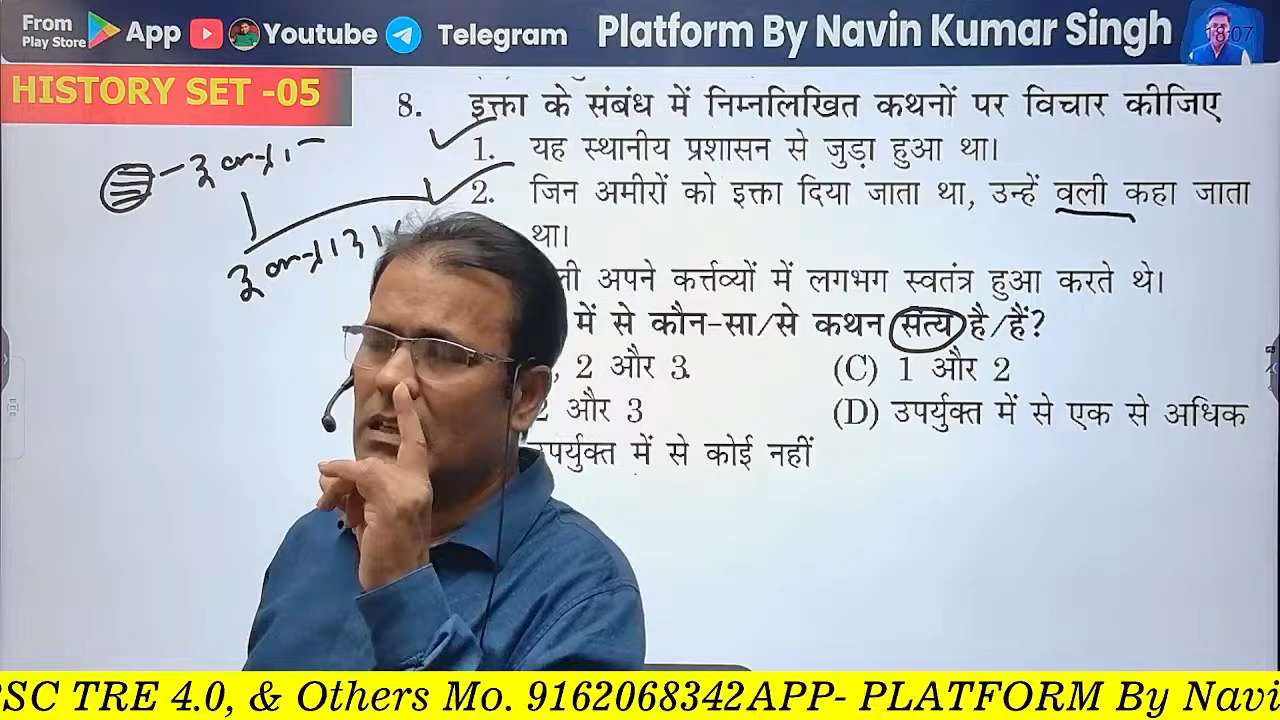 From
Play Store
App
Youtube
Telegram
Platform By Navin Kumar Singh
18:07
HISTORY SET -05
8. इक्ता के संबंध में निम्नलिखित कथनों पर विचार कीजिए
1. यह स्थानीय प्रशासन से जुड़ा हुआ था।
2. जिन अमीरों को इक्ता दिया जाता था, उन्हें वली कहा जाता
था।
अपने कर्त्तव्यों में लगभग स्वतंत्र हुआ करते थे।
में से कौन-सा/से कथन सत्य है/हैं?
, 2 और 3
(C) 1 और 2
2 और 3
(D) उपर्युक्त में से एक से अधिक
उपर्युक्त में से कोई नहीं
TRE 4.0, & Others Mo. 9162068342APP- PLATFORM By